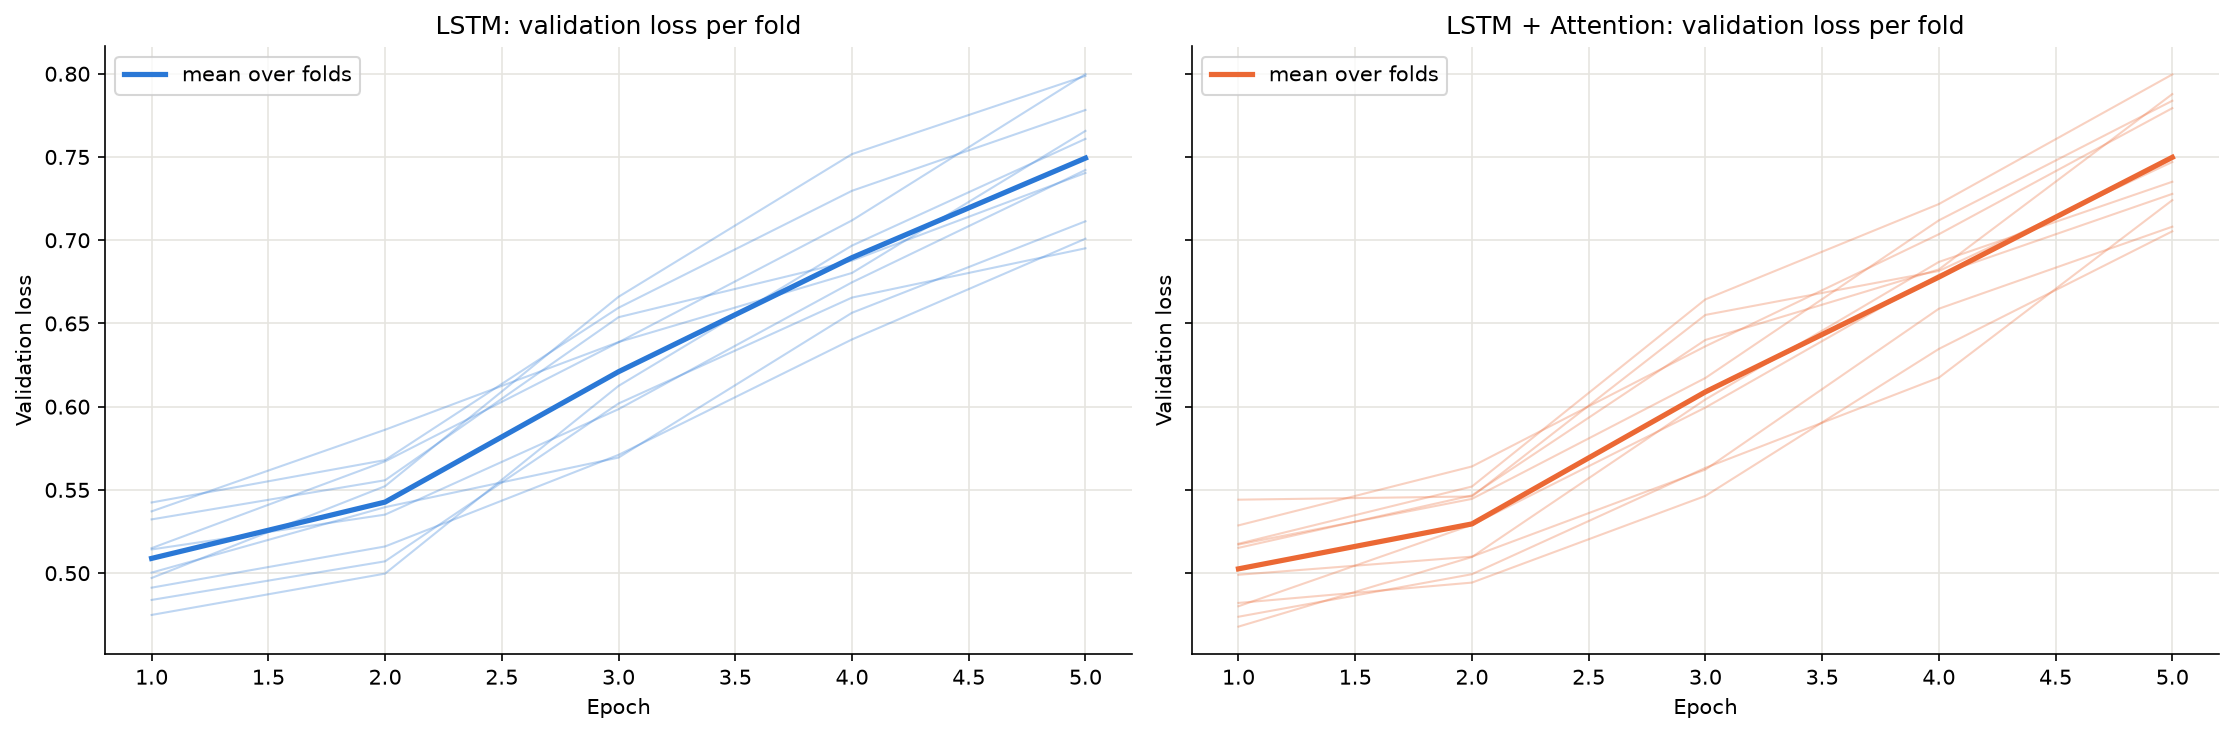 LSTM: validation loss per fold
mean over folds
0.80
0.75
0.70
0.65
0.60
0.55
0.50
Validation loss
1.0 1.5 2.0 2.5 3.0 3.5 4.0 4.5 5.0
Epoch
LSTM + Attention: validation loss per fold
mean over folds
Validation loss
1.0 1.5 2.0 2.5 3.0 3.5 4.0 4.5 5.0
Epoch